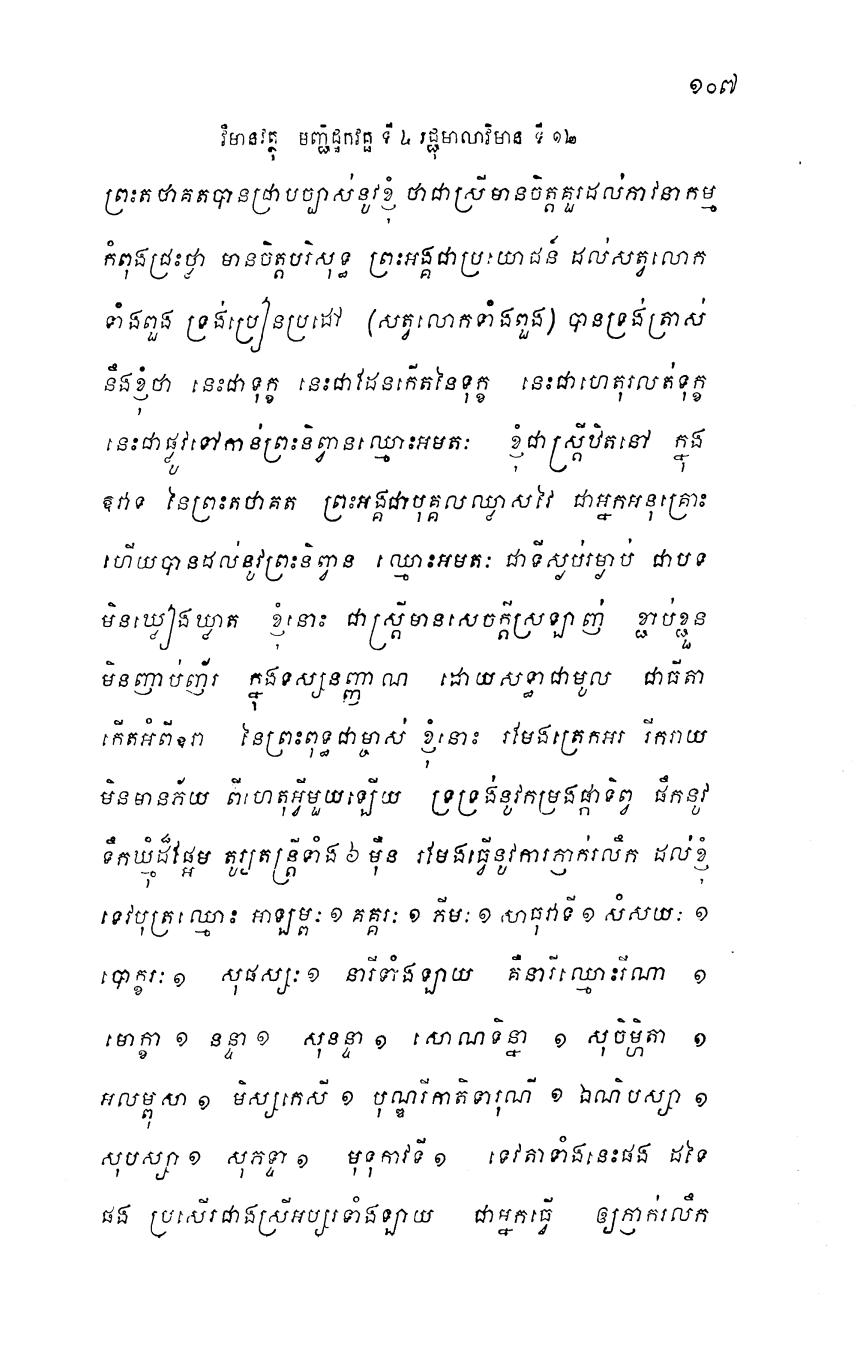 ១០៧
វិមានវត្ថុ មញ្ជិដ្ឋកវគ្គ ទី ៤ រជ្ជុមាលាវិមាន ទី ១២
ព្រះតថាគតបានជ្រាបច្បាស់នូវខ្ញុំ ថាជាស្រីមានចិត្តគួរដល់ភាវនាកម្ម
កំពុងជ្រះថ្លា មានចិត្តបរិសុទ្ធ ព្រះអង្គជាប្រយោជន៍ ដល់សត្វលោក
ទាំងពួង ទ្រង់ប្រៀនប្រដៅ (សត្វលោកទាំងពួង) បានទ្រង់ត្រាស់
នឹងខ្ញុំថា នេះជាទុក្ខ នេះជាដែនកើតនៃទុក្ខ នេះជាហេតុរលត់ទុក្ខ
នេះជាផ្លូវទៅកាន់ព្រះនិព្វានឈ្មោះអមតៈ ខ្ញុំជាស្ត្រីឋិតនៅ ក្នុង
ឱវាទ នៃព្រះតថាគត ព្រះអង្គជាបុគ្គលឈ្លាសវៃ ជាអ្នកអនុគ្រោះ
ហើយបានដល់នូវព្រះនិព្វាន ឈ្មោះអមតៈ ជាទីស្ងប់រម្ងាប់ ជាបទ
មិនឃ្លៀងឃ្លាត ខ្ញុំនោះ ជាស្ត្រីមានសេចក្តីស្រឡាញ់ ខ្ជាប់ខ្ជួន
មិនញាប់ញ័រ ក្នុងទស្សនញ្ញាណ ដោយសទ្ធាជាមូល ជាធីតា
កើតអំពីឱរា នៃព្រះពុទ្ធជាម្ចាស់ ខ្ញុំនោះ រមែងត្រេកអរ រីករាយ
មិនមានភ័យ ពីហេតុអ្វីមួយឡើយ ទ្រទ្រង់នូវកម្រងផ្កាទិព្វ ផឹកនូវ
ទឹកឃ្មុំដ៏ផ្អែម តូរ្យតន្ត្រីទាំង ៦ ម៉ឺន រមែងធ្វើនូវការភ្ញាក់រលឹក ដល់ខ្ញុំ
ទេវបុត្រឈ្មោះ អាឡម្ពៈ ១ គគ្គរៈ ១ ភីមៈ ១ សាធុវាទី ១ សំសយៈ ១
បោក្ខរៈ ១ សុផស្សៈ ១ នារីទាំងឡាយ គឺនារីឈ្មោះវីណា ១
មោក្ខា ១ នន្ទា ១ សុនន្ទា ១ សោណទិន្នា ១ សុចិម្ហិតា ១
អលម្ពុសា ១ មិស្សកេសី ១ បុណ្ឌរីកាតិទារុណី ១ ឯណិបស្សា ១
សុបស្សា ១ សុភទ្ទា ១ មុទុកាវទី ១ ទេវតាទាំងនេះផង ដទៃ
ផង ប្រសើរជាងស្រីអប្សរទាំងឡាយ ជាអ្នកធ្វើ ឲ្យភ្ញាក់រលឹក